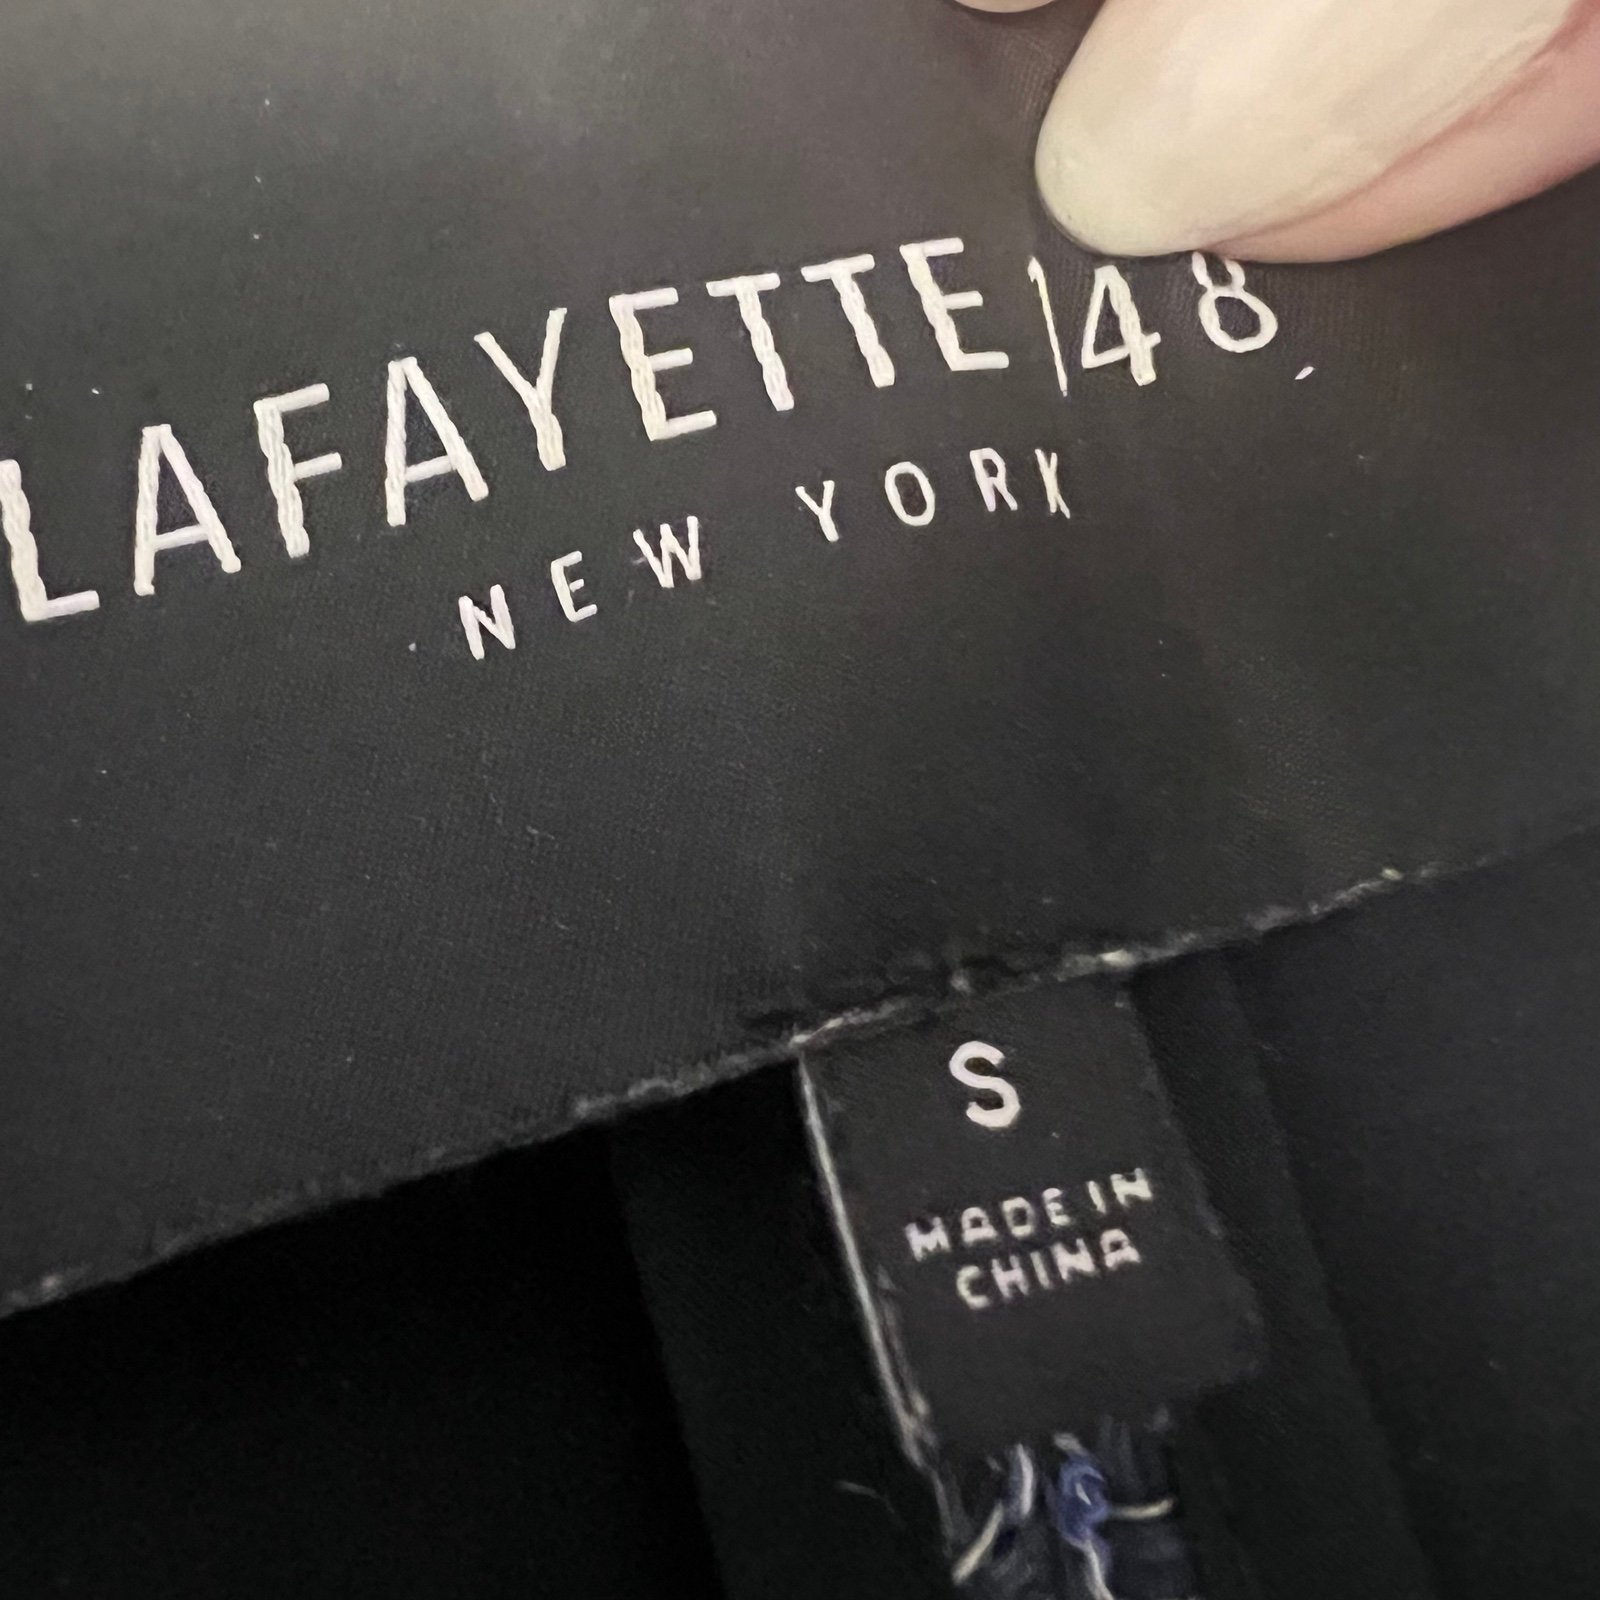 LAFAYETTE 148
NEW YORK
S
MADE IN
CHINA